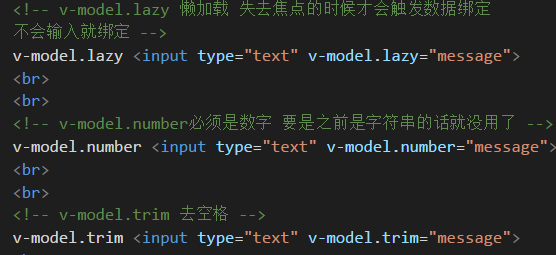 <!-- v-model.lazy 懒加载 失去焦点的时候才会触发数据绑定
不会输入就绑定 -->
v-model.lazy <input type="text" v-model.lazy="message">
<br>
<br>
<!-- v-model.number必须是数字 要是之前是字符串的话就没用了 -->
v-model.number <input type="text" v-model.number="message">
<br>
<br>
<!-- v-model.trim 去空格 -->
v-model.trim <input type="text" v-model.trim="message">